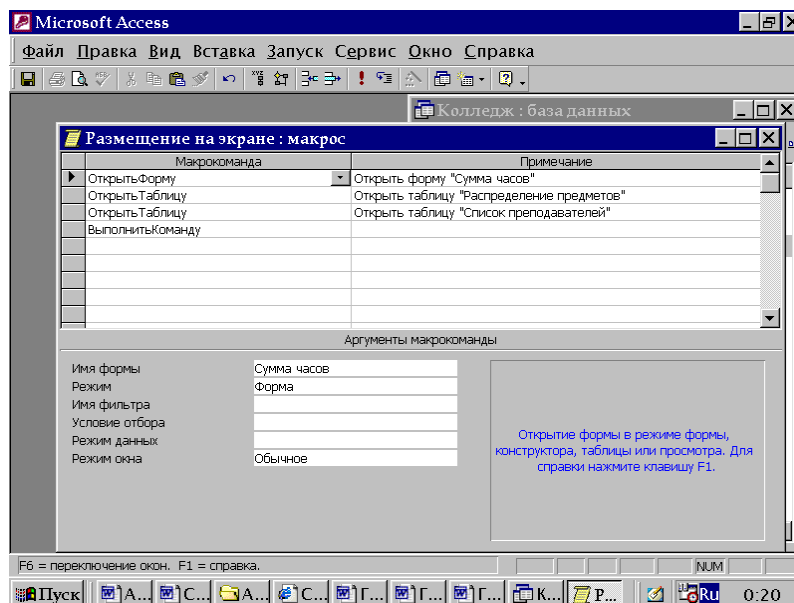 Microsoft Access
Файл Правка Вид Вставка Запуск Сервис Окно Справка
Колледж : база данных
Размещение на экране : макрос
Макрокоманда Примечание
ОткрытьФорму Открыть форму "Сумма часов"
ОткрытьТаблицу Открыть таблицу "Распределение предметов"
ОткрытьТаблицу Открыть таблицу "Список преподавателей"
ВыполнитьКоманду
Аргументы макрокоманды
Имя формы Сумма часов
Режим Форма
Имя фильтра
Условие отбора
Режим данных
Режим окна Обычное
Открытие формы в режиме формы,
конструктора, таблицы или просмотра. Для
справки нажмите клавишу F1.
F6 = переключение окон. F1 = справка.
NUM
Пуск А... С... А... С... Г... Г... Г... К... Р... Ru 0:20